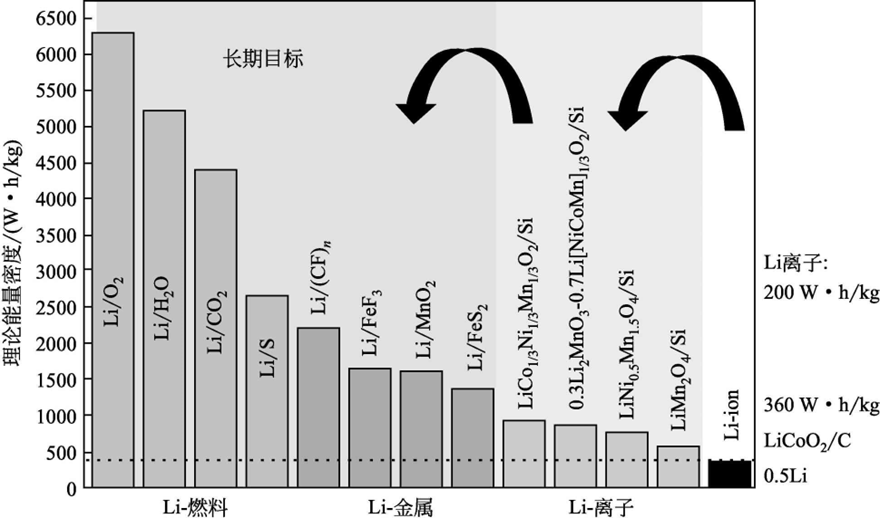 理论能量密度/(W·h/kg)
6500
6000
5500
5000
4500
4000
3500
3000
2500
2000
1500
1000
500
0
长期目标
Li/O₂
Li/H₂O
Li/CO₂
Li/S
Li/(CF)n
Li/FeF₃
Li/MnO₂
Li/FeS₂
LiCo1/3Ni1/3Mn1/3O₂/Si
0.3Li₂MnO₃-0.7Li[NiCoMn]1/3O₂/Si
LiNi0.5Mn1.5O₄/Si
LiMn₂O₄/Si
Li-ion
Li-燃料
Li-金属
Li-离子
Li离子:
200 W·h/kg
360 W·h/kg
LiCoO₂/C
0.5Li